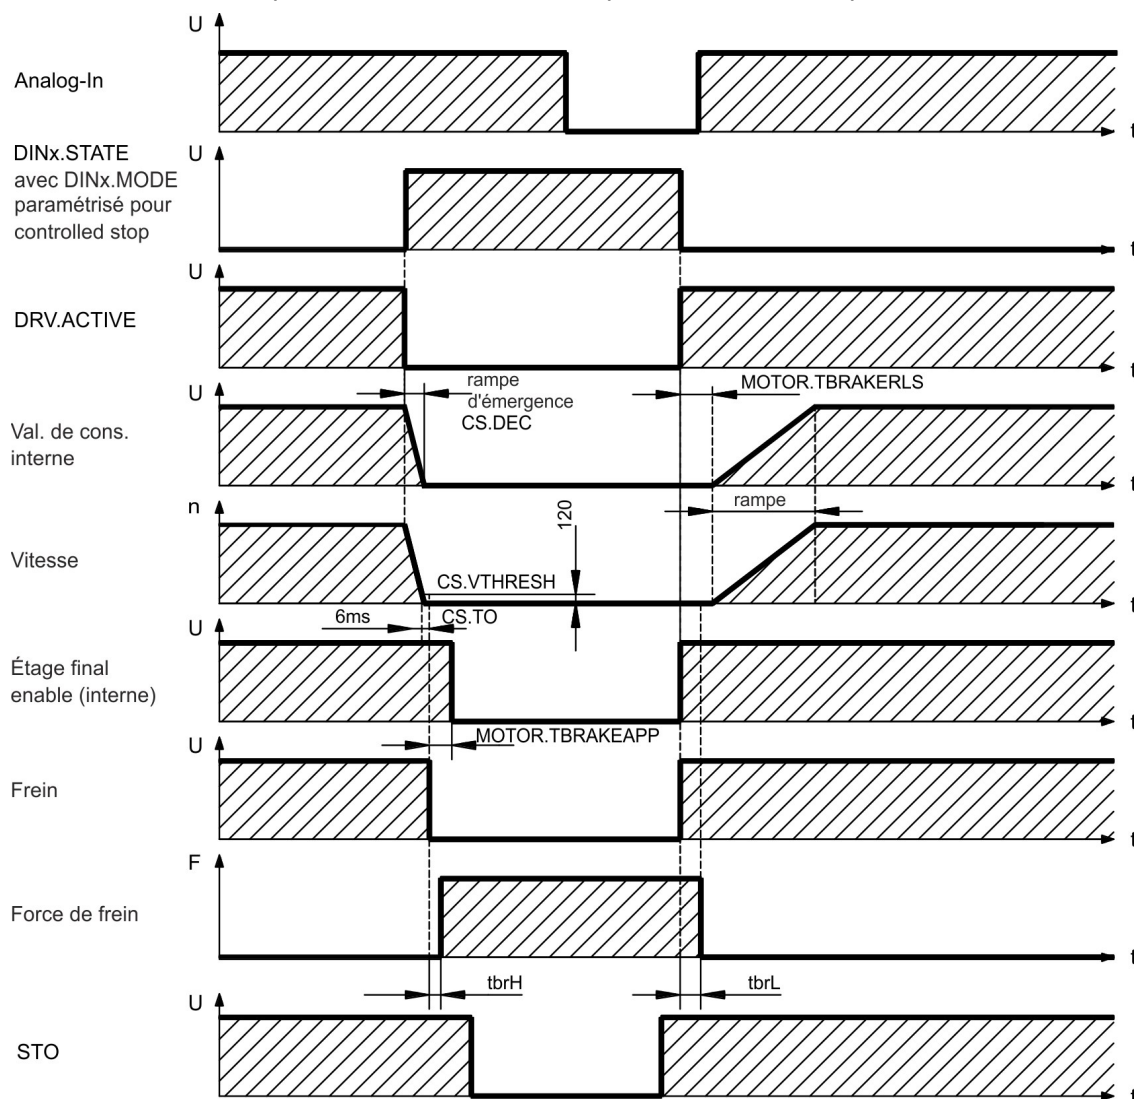 U
Analog-In
t
DINx.STATE
avec DINx.MODE
paramétrisé pour
controlled stop
U
t
U
DRV.ACTIVE
t
U
rampe
d'émergence
CS.DEC
MOTOR.TBRAKERLS
Val. de cons.
interne
t
n
120
rampe
Vitesse
CS.VTHRESH
t
6ms
CS.TO
U
Étage final
enable (interne)
t
MOTOR.TBRAKEAPP
U
Frein
t
F
Force de frein
t
tbrH
tbrL
U
STO
t